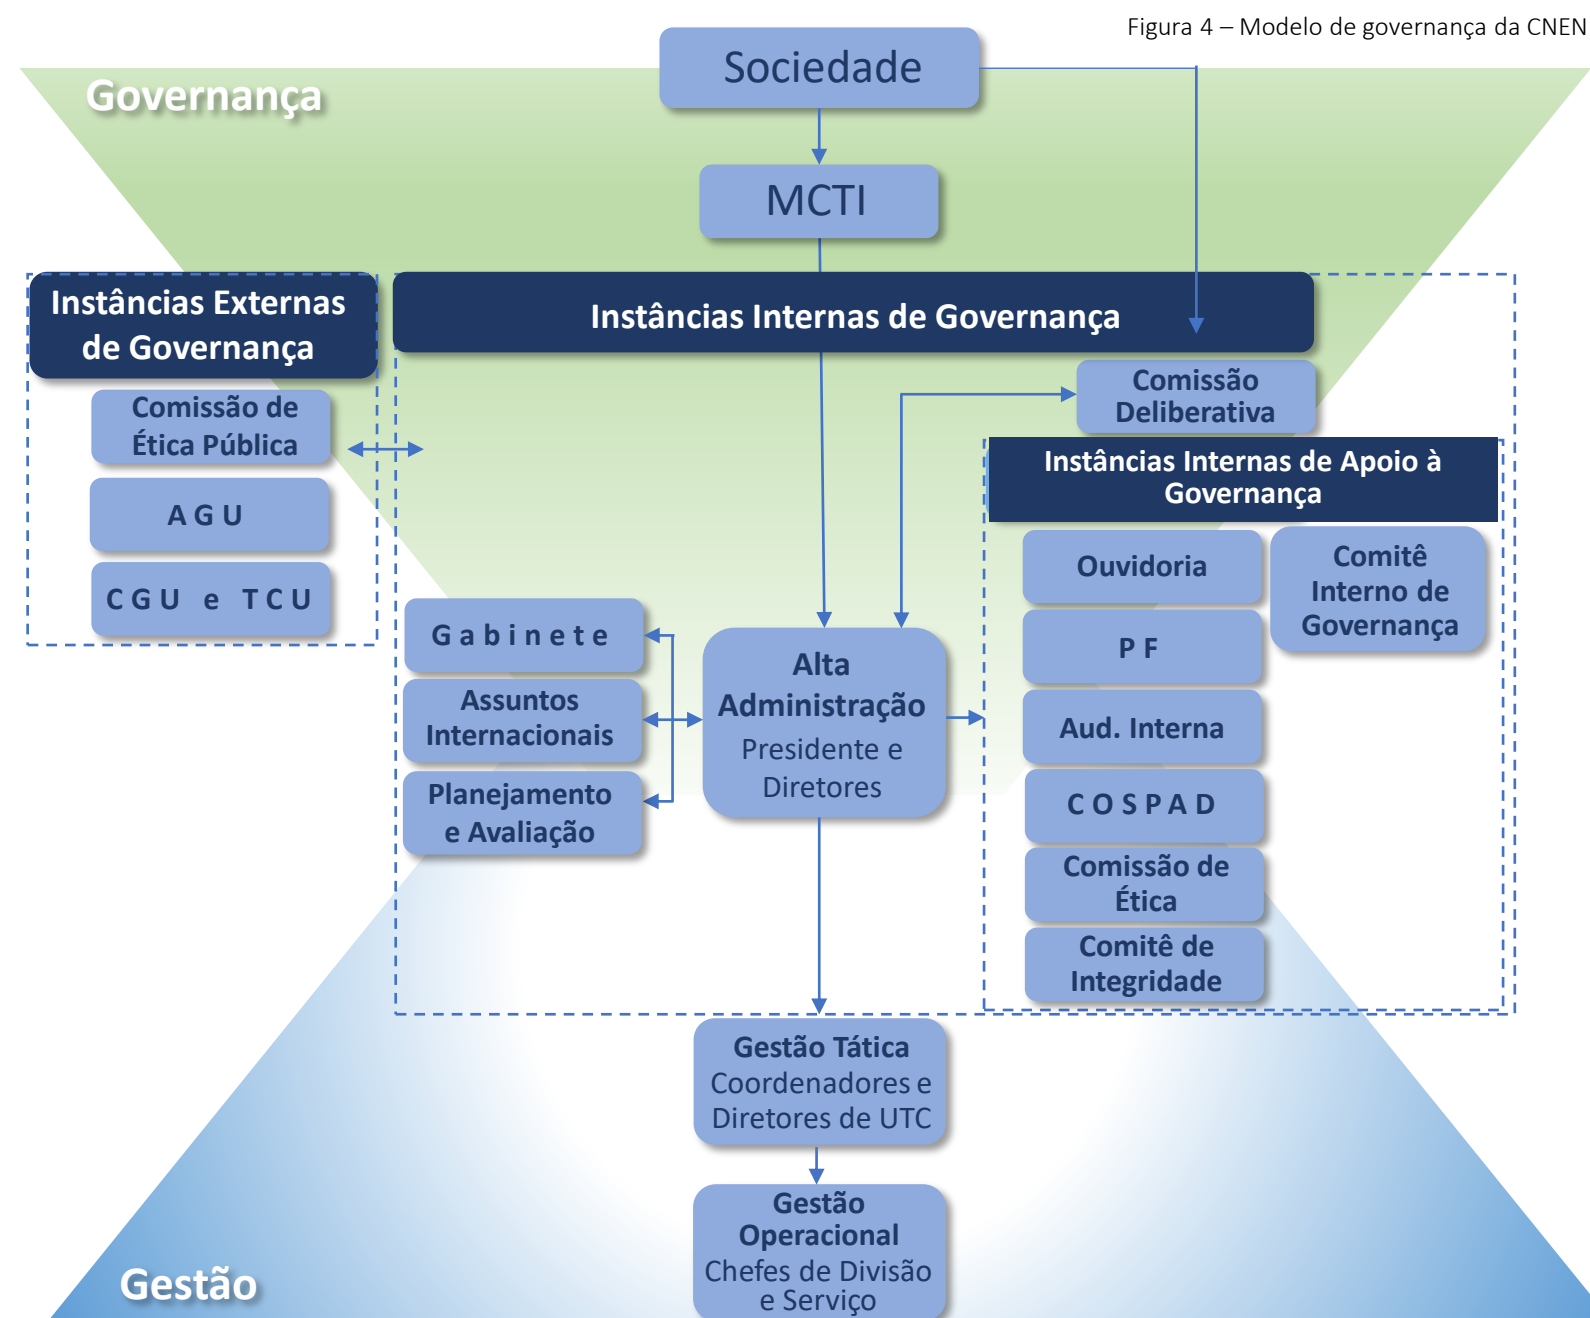 Figura 4 – Modelo de governança da CNEN
Sociedade
Governança
MCTI
Instâncias Externas
de Governança
Instâncias Internas de Governança
Comissão de
Ética Pública
A G U
C G U e T C U
Comissão
Deliberativa
Instâncias Internas de Apoio à
Governança
Ouvidoria
P F
Aud. Interna
C O S P A D
Comissão de
Ética
Comitê de
Integridade
Comitê
Interno de
Governança
G a b i n e t e
Assuntos
Internacionais
Planejamento
e Avaliação
Alta
Administração
Presidente e
Diretores
Gestão Tática
Coordenadores e
Diretores de UTC
Gestão
Operacional
Chefes de Divisão
e Serviço
Gestão